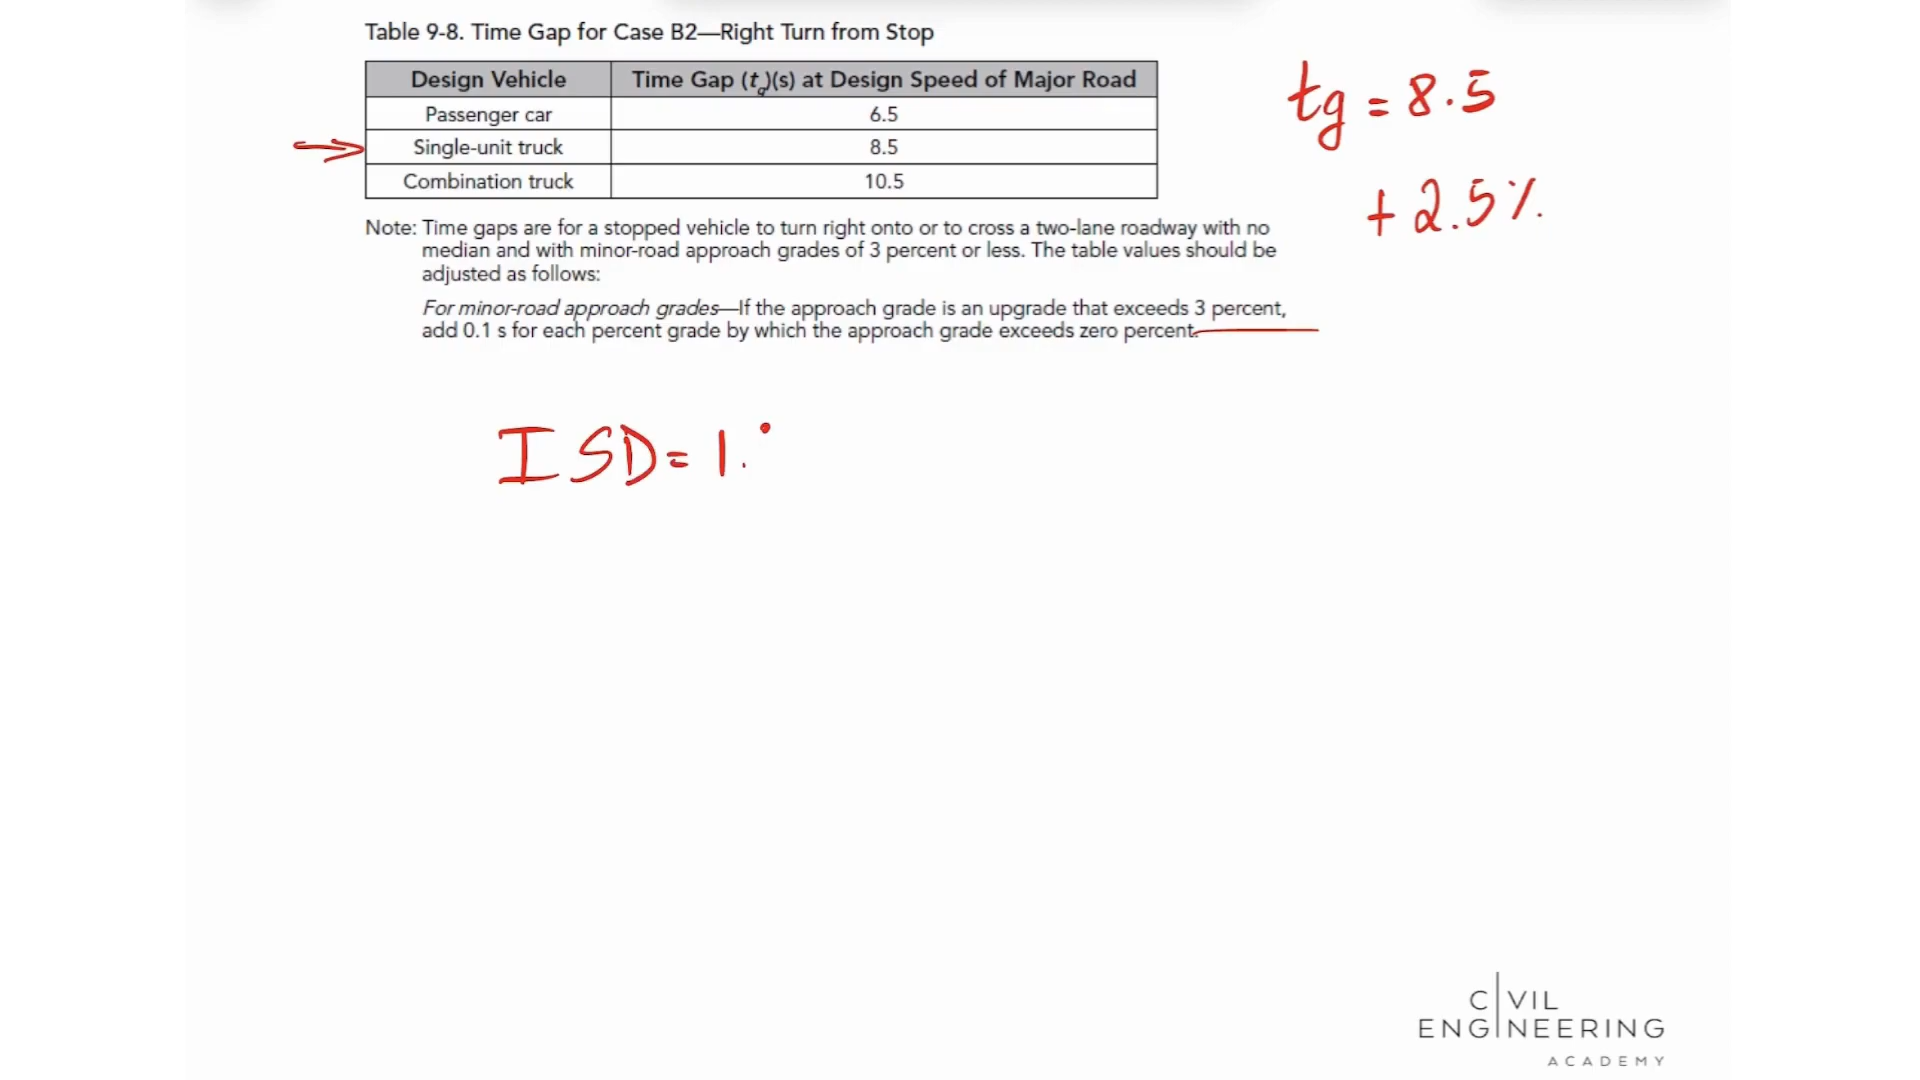 Table 9-8. Time Gap for Case B2—Right Turn from Stop
Design Vehicle Time Gap (tg)(s) at Design Speed of Major Road
Passenger car 6.5
Single-unit truck 8.5
Combination truck 10.5
tg = 8.5
+ 2.5%
Note: Time gaps are for a stopped vehicle to turn right onto or to cross a two-lane roadway with no
median and with minor-road approach grades of 3 percent or less. The table values should be
adjusted as follows:
For minor-road approach grades—If the approach grade is an upgrade that exceeds 3 percent,
add 0.1 s for each percent grade by which the approach grade exceeds zero percent.
ISD= 1.
CIVIL
ENGINEERING
ACADEMY